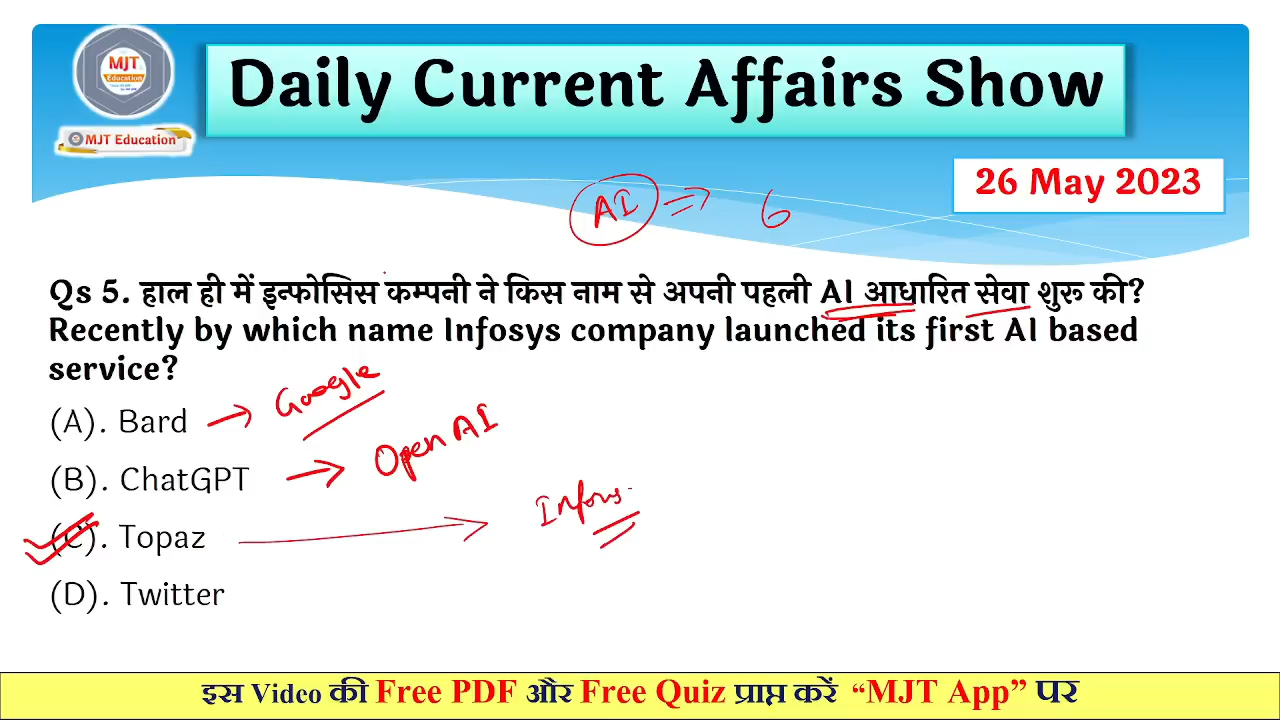 MJT
Education
MJT Education
Daily Current Affairs Show
26 May 2023
AI ⇒ 6
Qs 5. हाल ही में इन्फोसिस कम्पनी ने किस नाम से अपनी पहली AI आधारित सेवा शुरू की?
Recently by which name Infosys company launched its first AI based
service?
(A). Bard → Google
(B). ChatGPT → Open AI
(C). Topaz → Infosys
(D). Twitter
इस Video की Free PDF और Free Quiz प्राप्त करें “MJT App” पर